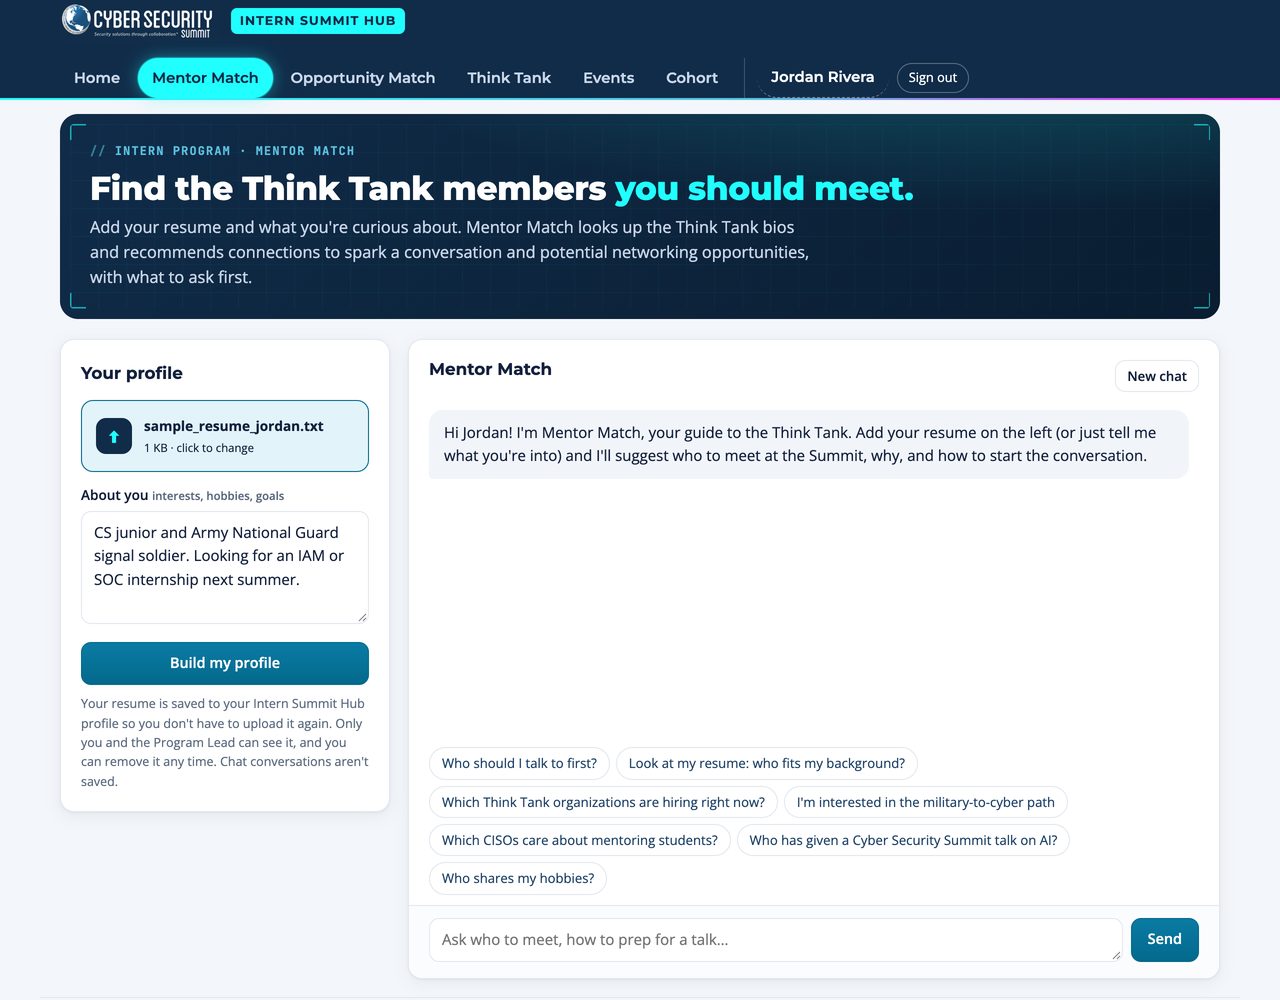 CYBER SECURITY
Security solutions through collaboration™ SUMMIT
INTERN SUMMIT HUB
Home
Mentor Match
Opportunity Match
Think Tank
Events
Cohort
Jordan Rivera
Sign out
// INTERN PROGRAM · MENTOR MATCH
Find the Think Tank members you should meet.
Add your resume and what you're curious about. Mentor Match looks up the Think Tank bios
and recommends connections to spark a conversation and potential networking opportunities,
with what to ask first.
Your profile
sample_resume_jordan.txt
1 KB · click to change
About you interests, hobbies, goals
CS junior and Army National Guard
signal soldier. Looking for an IAM or
SOC internship next summer.
Build my profile
Your resume is saved to your Intern Summit Hub
profile so you don't have to upload it again. Only
you and the Program Lead can see it, and you
can remove it any time. Chat conversations aren't
saved.
Mentor Match
New chat
Hi Jordan! I'm Mentor Match, your guide to the Think Tank. Add your resume on the left (or just tell me
what you're into) and I'll suggest who to meet at the Summit, why, and how to start the conversation.
Who should I talk to first?
Look at my resume: who fits my background?
Which Think Tank organizations are hiring right now?
I'm interested in the military-to-cyber path
Which CISOs care about mentoring students?
Who has given a Cyber Security Summit talk on AI?
Who shares my hobbies?
Ask who to meet, how to prep for a talk...
Send